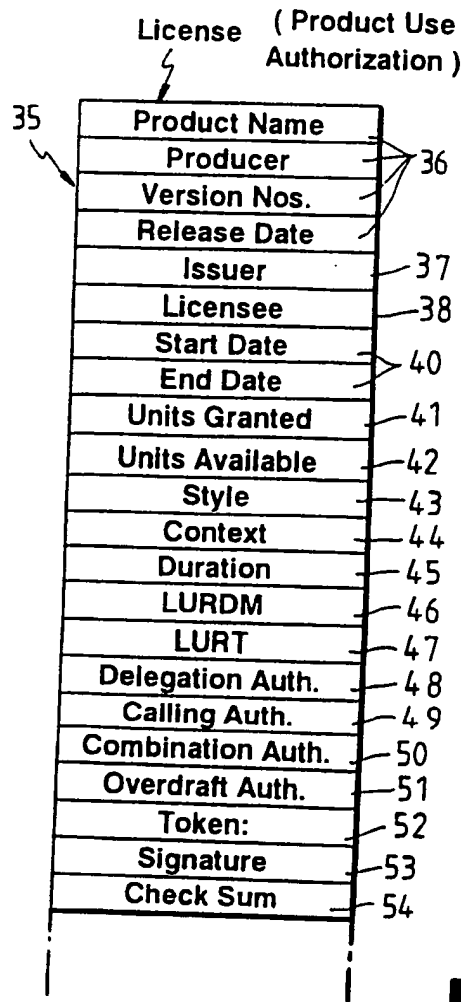 License ( Product Use
Authorization )
35
Product Name
Producer 36
Version Nos.
Release Date
Issuer 37
Licensee 38
Start Date
40
End Date
Units Granted 41
Units Available 42
Style 43
Context 44
Duration 45
LURDM 46
LURT 47
Delegation Auth. 48
Calling Auth. 49
Combination Auth. 50
Overdraft Auth. 51
Token: 52
Signature 53
Check Sum 54